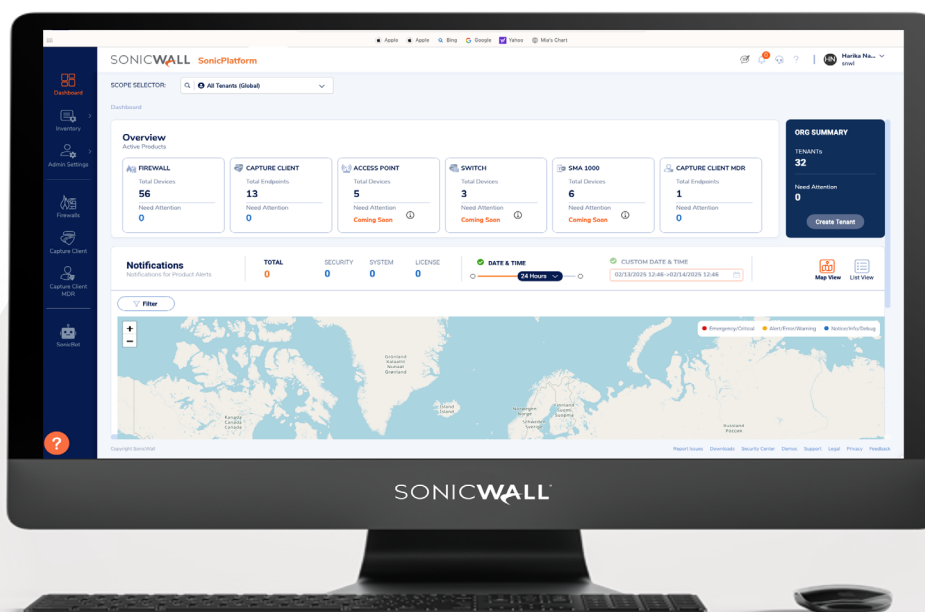 Apple Apple Bing Google Yahoo Mia's Chart
SONICWALL SonicPlatform
0
?
HN Harika Na...
snwl
SCOPE SELECTOR: All Tenants (Global)
Dashboard
Dashboard
Inventory
Admin Settings
Firewalls
Capture Client
Capture Client MDR
SonicBot
?
Overview
Active Products
FIREWALL
Total Devices
56
Need Attention
0
CAPTURE CLIENT
Total Endpoints
13
Need Attention
0
ACCESS POINT
Total Devices
5
Need Attention
Coming Soon
SWITCH
Total Devices
3
Need Attention
Coming Soon
SMA 1000
Total Devices
6
Need Attention
Coming Soon
CAPTURE CLIENT MDR
Total Endpoints
1
Need Attention
0
ORG SUMMARY
TENANTs
32
Need Attention
0
Create Tenant
Notifications
Notifications for Product Alerts
TOTAL
0
SECURITY
0
SYSTEM
0
LICENSE
0
DATE & TIME
24 Hours
CUSTOM DATE & TIME
02/13/2025 12:46->02/14/2025 12:46
Map View
List View
Filter
+
−
Emergency/Critical Alert/Error/Warning Notice/Info/Debug
Grönland
Kalaallit
Nunaat
Grønland
Kanada
Canada
Canada
Island
Ísland
Norwegen
Norge
Schweden
Sverige
Finnland
Suomi
Russland
Россия
Copyright SonicWall
Report Issues Downloads Security Center Demos Support Legal Privacy Feedback
SONICWALL